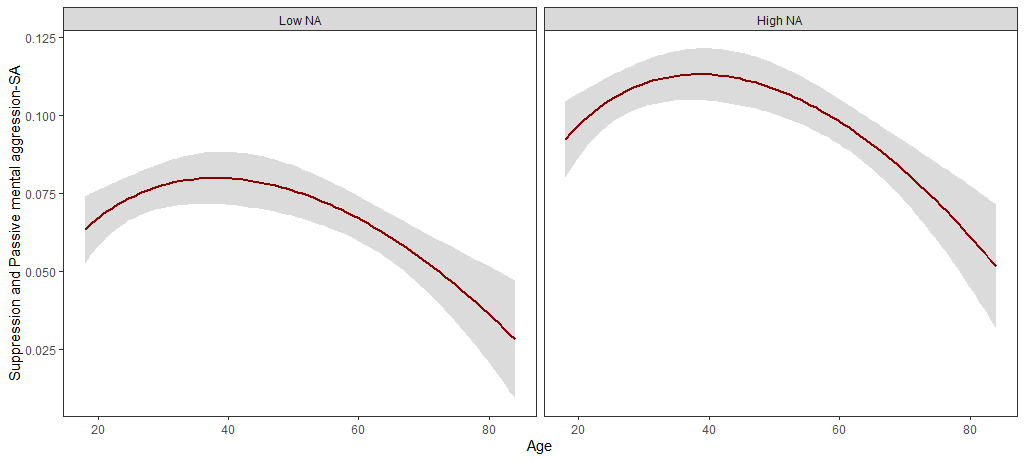 Low NA
High NA
Suppression and Passive mental aggression-SA
0.125
0.100
0.075
0.050
0.025
20 40 60 80
20 40 60 80
Age